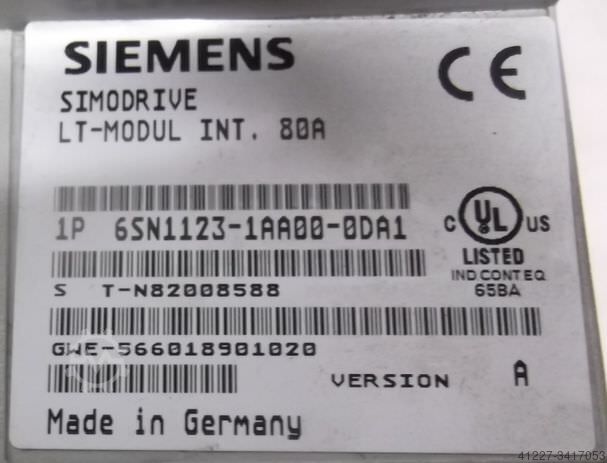 SIEMENS
CE
SIMODRIVE
LT-MODUL INT. 80A
1P 6SN1123-1AA00-0DA1
C UL US
LISTED
IND CONT EQ
65BA
S T-N82008588
GWE-566018901020
VERSION A
Made in Germany
41227-3417053